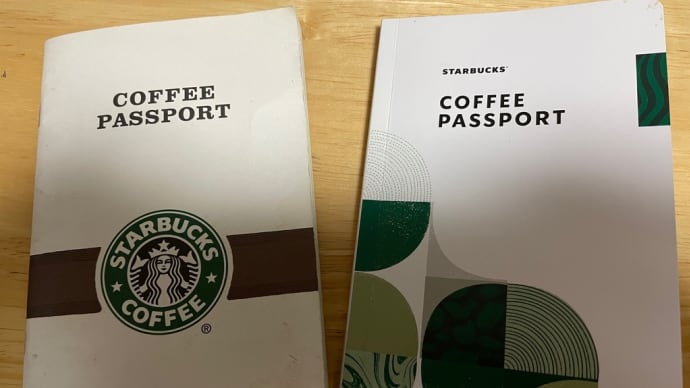 COFFEE
PASSPORT
STARBUCKS
COFFEE
®
STARBUCKS®
COFFEE
PASSPORT